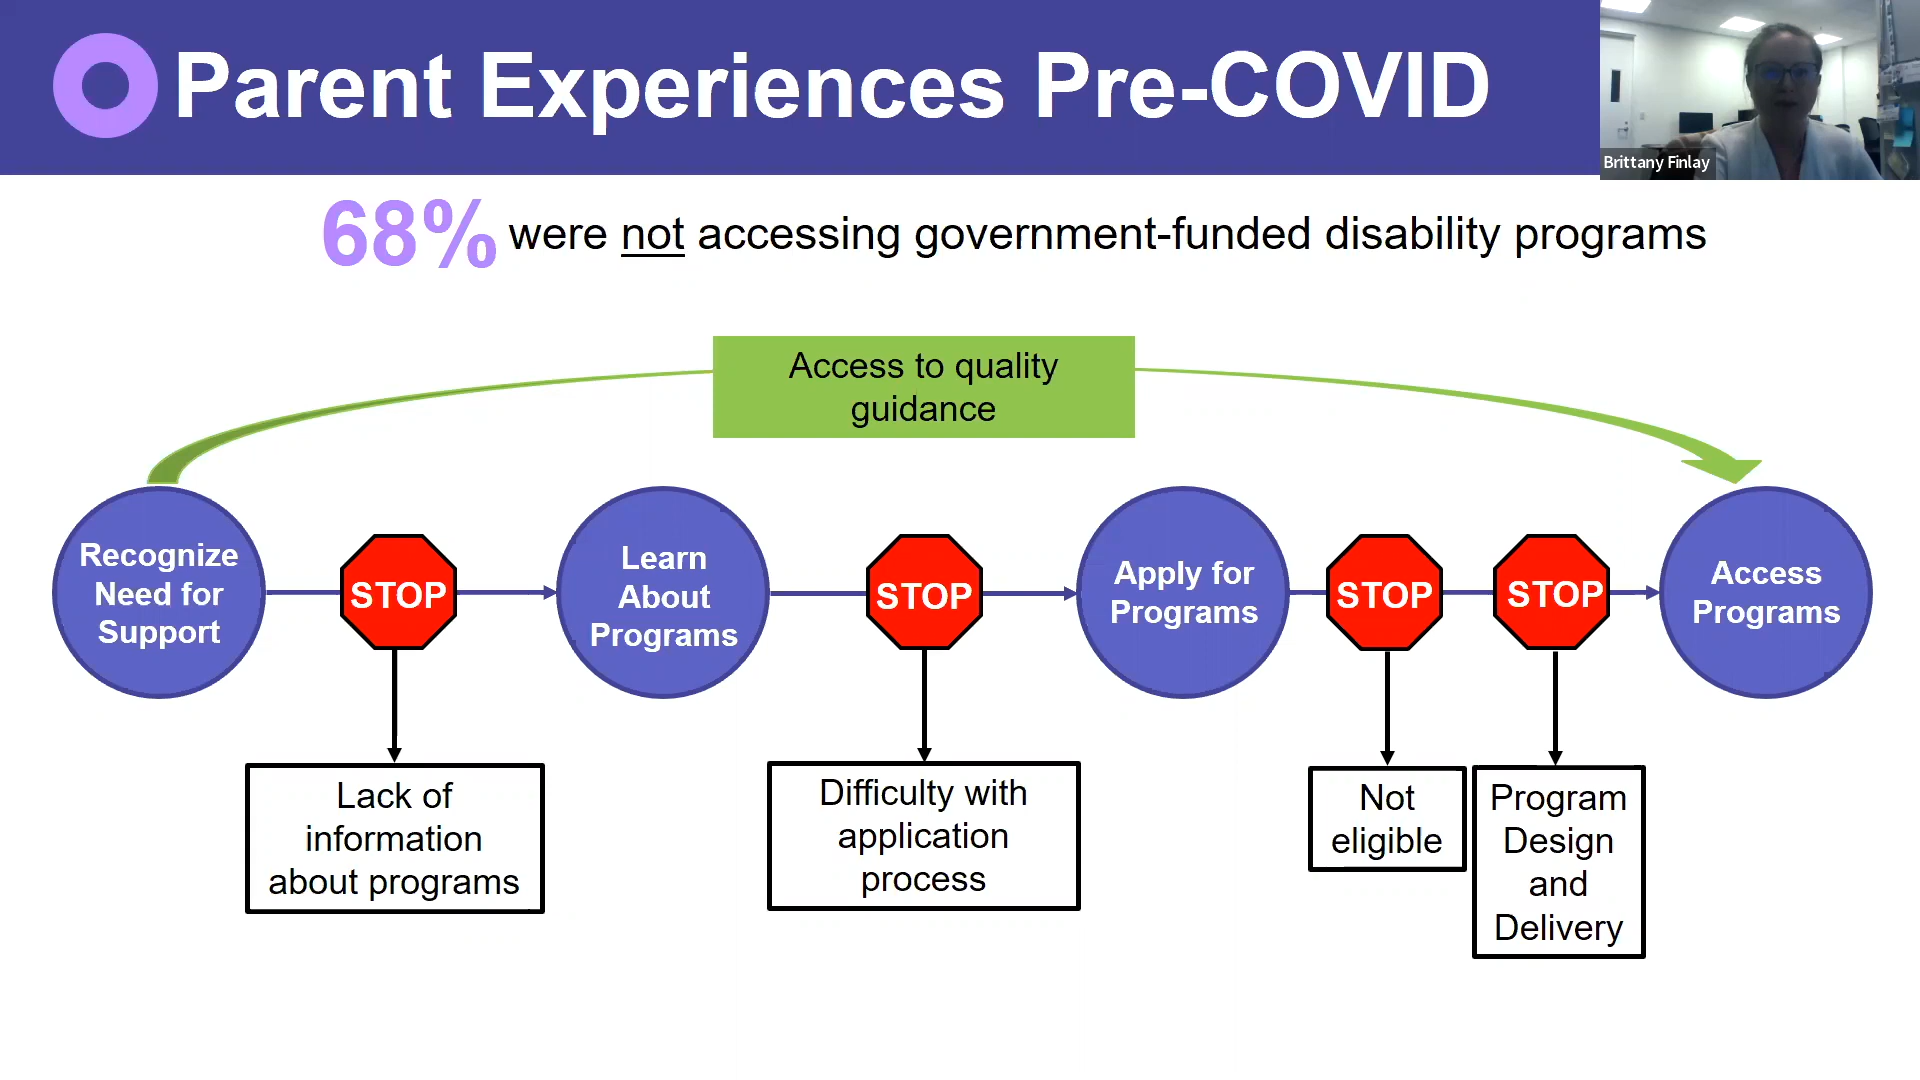 Parent Experiences Pre-COVID
Brittany Finlay
68% were not accessing government-funded disability programs
Access to quality
guidance
Recognize
Need for
Support
STOP
Learn
About
Programs
STOP
Apply for
Programs
STOP
STOP
Access
Programs
Lack of
information
about programs
Difficulty with
application
process
Not
eligible
Program
Design
and
Delivery